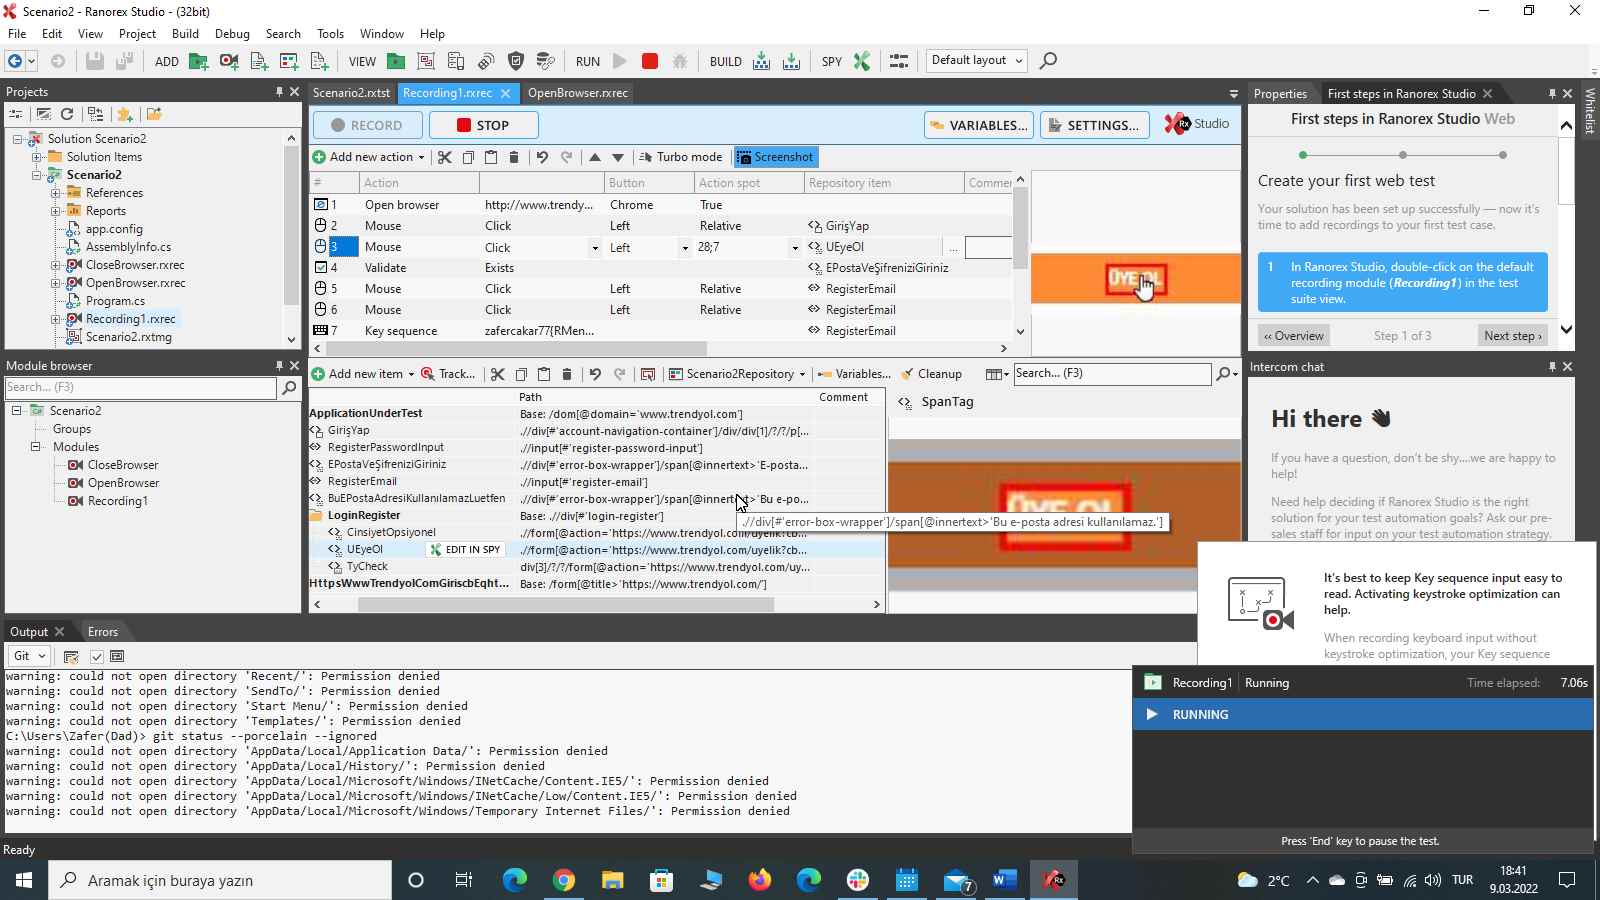 Scenario2 - Ranorex Studio - (32bit)
File Edit View Project Build Debug Search Tools Window Help
ADD VIEW RUN BUILD SPY Default layout
Projects
Solution Scenario2
Solution Items
Scenario2
References
Reports
app.config
AssemblyInfo.cs
CloseBrowser.rxrec
OpenBrowser.rxrec
Program.cs
Recording1.rxrec
Scenario2.rxtmg
Scenario2.rxtst Recording1.rxrec OpenBrowser.rxrec
RECORD STOP VARIABLES... SETTINGS... Rx Studio
Add new action Turbo mode Screenshot
# Action Button Action spot Repository item Comme
1 Open browser http://www.trendy... Chrome True
2 Mouse Click Left Relative GirişYap
3 Mouse Click Left 28;7 UEyeOl ...
4 Validate Exists EPostaVeŞifreniziGiriniz
5 Mouse Click Left Relative RegisterEmail
6 Mouse Click Left Relative RegisterEmail
7 Key sequence zafercakar77{RMen... RegisterEmail
Properties First steps in Ranorex Studio
Whitelist
First steps in Ranorex Studio Web
Create your first web test
Your solution has been set up successfully — now it's
time to add recordings to your first test case.
1 In Ranorex Studio, double-click on the default
recording module (Recording1) in the test
suite view.
‹‹ Overview Step 1 of 3 Next step ›
Module browser
Search... (F3)
Scenario2
Groups
Modules
CloseBrowser
OpenBrowser
Recording1
Add new item Track... Scenario2Repository Variables... Cleanup Search... (F3)
Path Comment
ApplicationUnderTest Base: /dom[@domain='www.trendyol.com']
GirişYap .//div[#'account-navigation-container']/div/div[1]/?/?/p[...
RegisterPasswordInput .//input[#'register-password-input']
EPostaVeŞifreniziGiriniz .//div[#'error-box-wrapper']/span[@innertext>'E-posta...
RegisterEmail .//input[#'register-email']
BuEPostaAdresiKullanılamazLuetfen .//div[#'error-box-wrapper']/span[@innertext>'Bu e-po...
LoginRegister Base: .//div[#'login-register']
.//div[#'error-box-wrapper']/span[@innertext>'Bu e-posta adresi kullanılamaz.']
CinsiyetOpsiyonel .//form[@action='https://www.trendyol.com/uyelik?cb...
UEyeOl EDIT IN SPY .//form[@action='https://www.trendyol.com/uyelik?cb...
TyCheck div[3]/?/?/form[@action='https://www.trendyol.com/uy...
HttpsWwwTrendyolComGiriscbEqht... Base: /form[@title>'https://www.trendyol.com/']
SpanTag
Intercom chat
Hi there
If you have a question, don't be shy....we are happy to
help!
Need help deciding if Ranorex Studio is the right
solution for your test automation goals? Ask our pre-
sales staff for input on your test automation strategy.
It's best to keep Key sequence input easy to
read. Activating keystroke optimization can
help.
When recording keyboard input without
keystroke optimization, your Key sequence
Output Errors
Git
warning: could not open directory 'Recent/': Permission denied
warning: could not open directory 'SendTo/': Permission denied
warning: could not open directory 'Start Menu/': Permission denied
warning: could not open directory 'Templates/': Permission denied
C:\Users\Zafer(Dad)> git status --porcelain --ignored
warning: could not open directory 'AppData/Local/Application Data/': Permission denied
warning: could not open directory 'AppData/Local/History/': Permission denied
warning: could not open directory 'AppData/Local/Microsoft/Windows/INetCache/Content.IE5/': Permission denied
warning: could not open directory 'AppData/Local/Microsoft/Windows/INetCache/Low/Content.IE5/': Permission denied
warning: could not open directory 'AppData/Local/Microsoft/Windows/Temporary Internet Files/': Permission denied
Recording1 Running Time elapsed: 7.06s
RUNNING
Press 'End' key to pause the test.
Ready
Aramak için buraya yazın
7
2°C TUR
18:41
9.03.2022